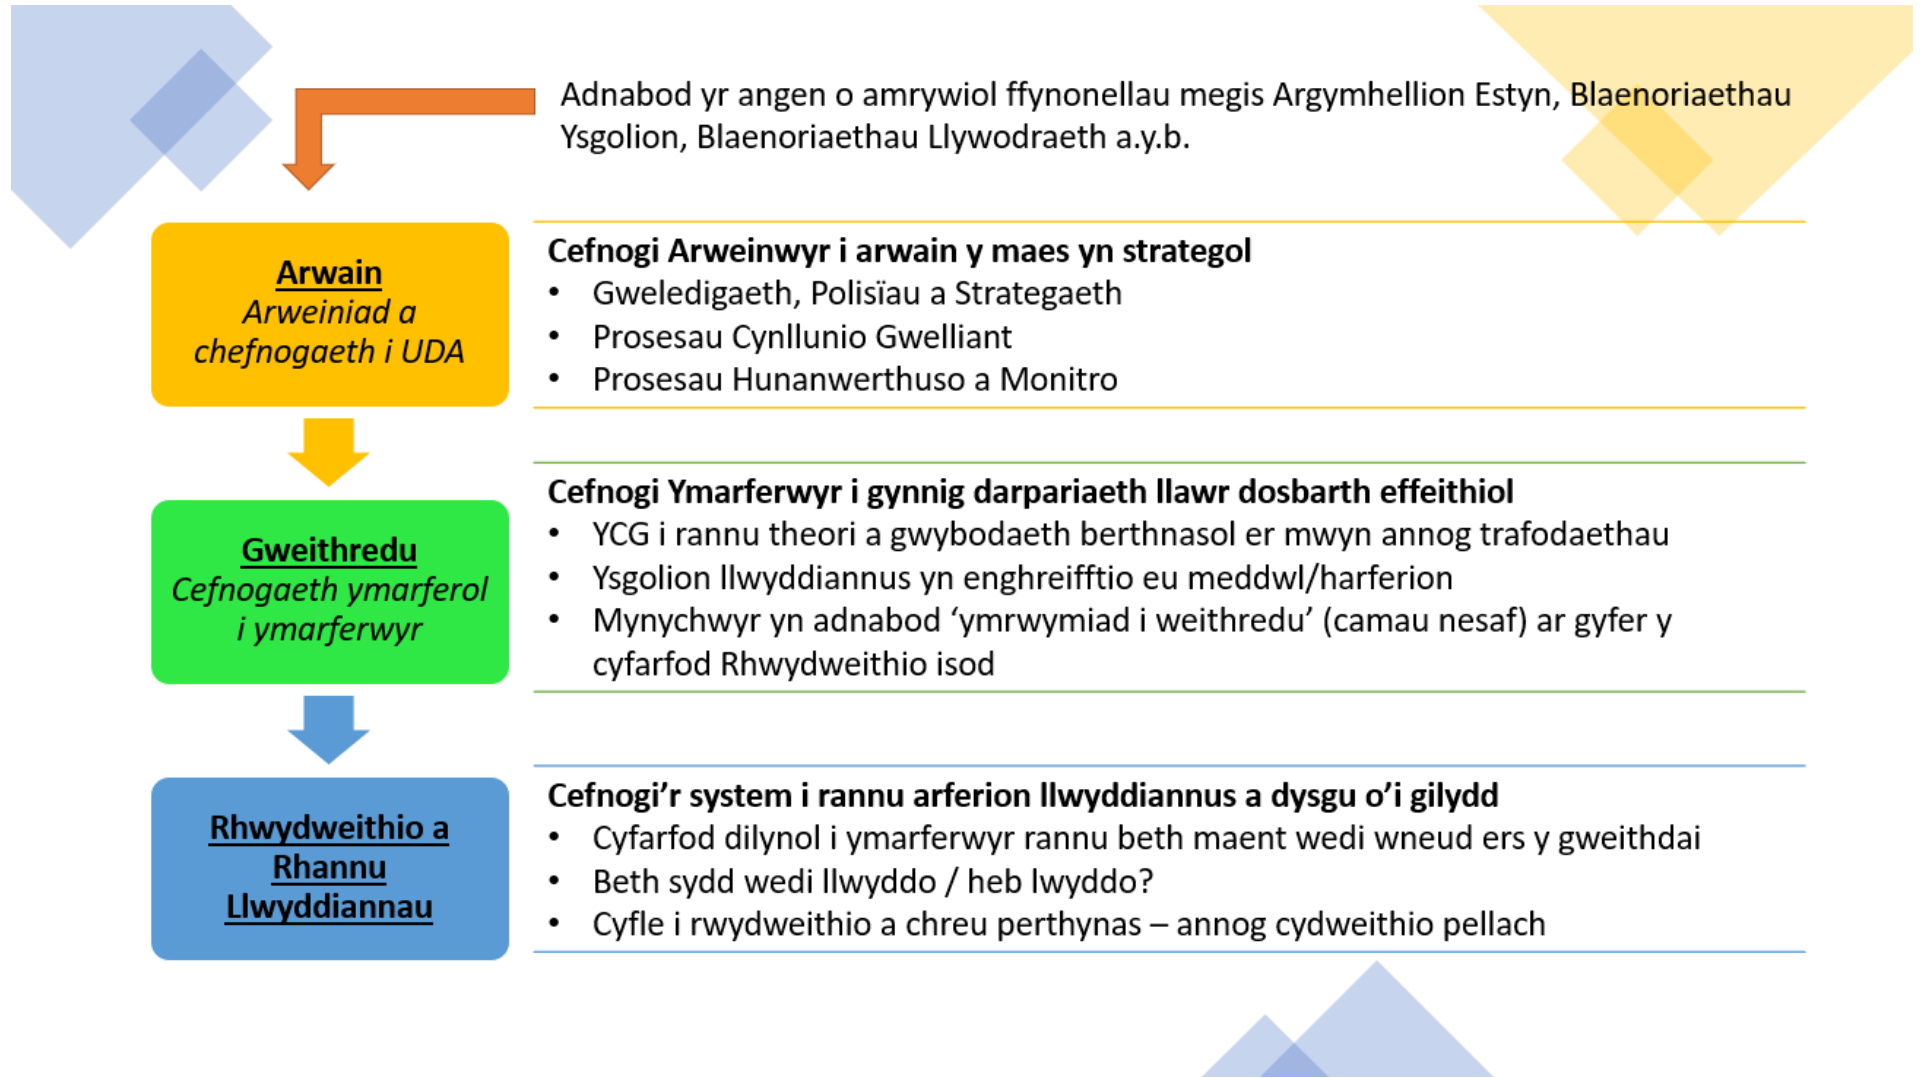 Adnabod yr angen o amrywiol ffynonellau megis Argymhellion Estyn, Blaenoriaethau
Ysgolion, Blaenoriaethau Llywodraeth a.y.b.
Arwain
Arweiniad a
chefnogaeth i UDA
Cefnogi Arweinwyr i arwain y maes yn strategol
• Gweledigaeth, Polisïau a Strategaeth
• Prosesau Cynllunio Gwelliant
• Prosesau Hunanwerthuso a Monitro
Gweithredu
Cefnogaeth ymarferol
i ymarferwyr
Cefnogi Ymarferwyr i gynnig darpariaeth llawr dosbarth effeithiol
• YCG i rannu theori a gwybodaeth berthnasol er mwyn annog trafodaethau
• Ysgolion llwyddiannus yn enghreifftio eu meddwl/harferion
• Mynychwyr yn adnabod ‘ymrwymiad i weithredu’ (camau nesaf) ar gyfer y
cyfarfod Rhwydweithio isod
Rhwydweithio a
Rhannu
Llwyddiannau
Cefnogi’r system i rannu arferion llwyddiannus a dysgu o’i gilydd
• Cyfarfod dilynol i ymarferwyr rannu beth maent wedi wneud ers y gweithdai
• Beth sydd wedi llwyddo / heb lwyddo?
• Cyfle i rwydweithio a chreu perthynas – annog cydweithio pellach